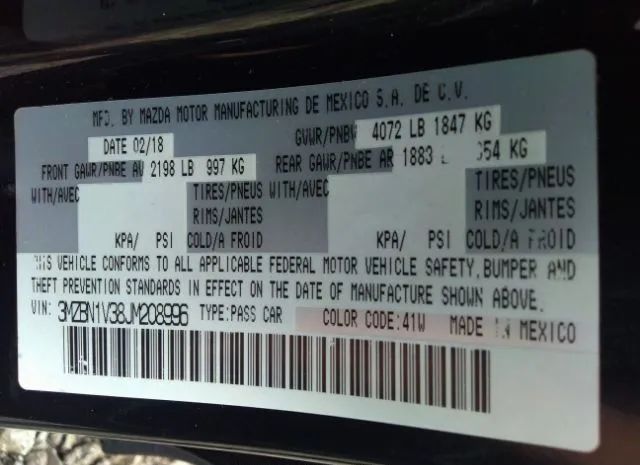 MFD. BY MAZDA MOTOR MANUFACTURING DE MEXICO S.A. DE C.V.
DATE 02/18 GVWR/PNBV 4072 LB 1847 KG
FRONT GAWR/PNBE AV 2198 LB 997 KG REAR GAWR/PNBE AR 1883 L 854 KG
WITH/AVEC TIRES/PNEUS WITH/AVEC TIRES/PNEUS
RIMS/JANTES RIMS/JANTES
KPA/ PSI COLD/A FROID KPA/ PSI COLD/A FROID
THIS VEHICLE CONFORMS TO ALL APPLICABLE FEDERAL MOTOR VEHICLE SAFETY, BUMPER AND
THEFT PREVENTION STANDARDS IN EFFECT ON THE DATE OF MANUFACTURE SHOWN ABOVE.
VIN: 3MZBN1V38JM208996 TYPE:PASS CAR COLOR CODE:41W MADE IN MEXICO